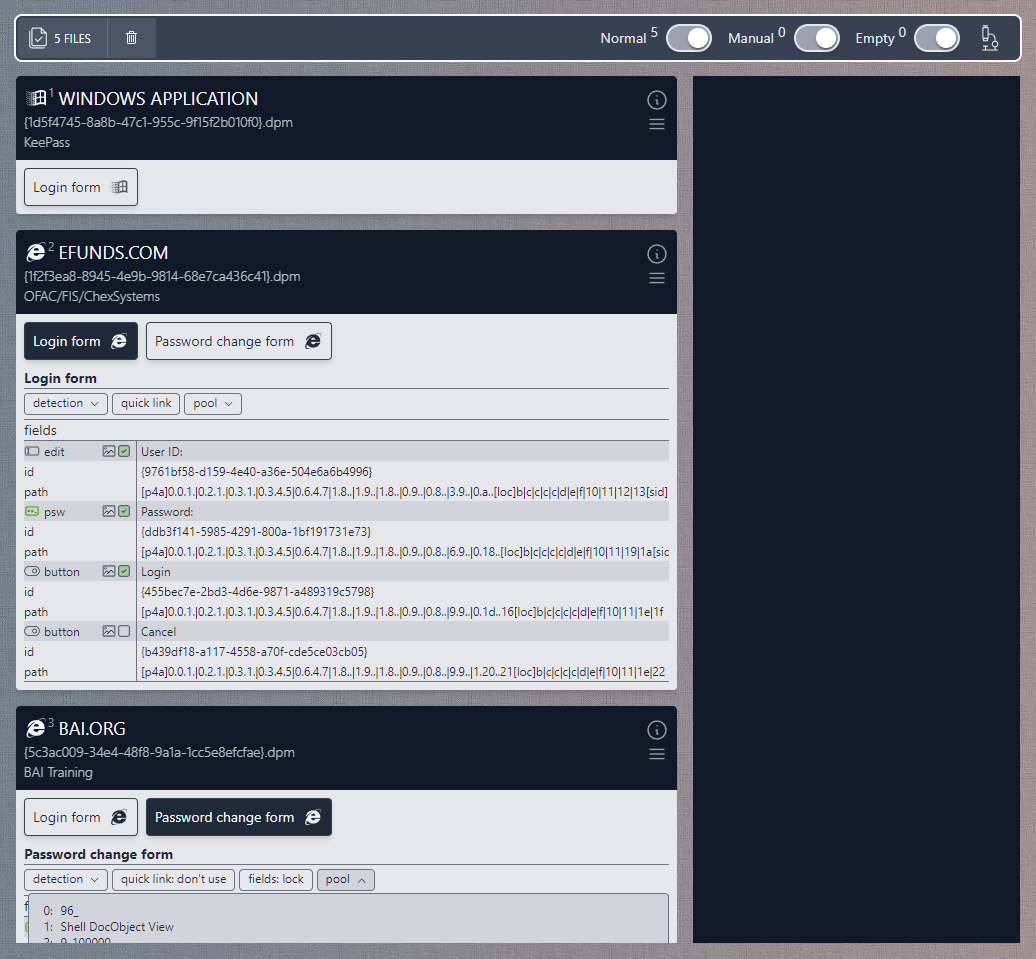 5 FILES
Normal 5 Manual 0 Empty 0
1 WINDOWS APPLICATION
{1d5f4745-8a8b-47c1-955c-9f15f2b010f0}.dpm
KeePass
Login form
2 EFUNDS.COM
{1f2f3ea8-8945-4e9b-9814-68e7ca436c41}.dpm
OFAC/FIS/ChexSystems
Login form Password change form
Login form
detection quick link pool
fields
edit User ID:
id {9761bf58-d159-4e40-a36e-504e6a6b4996}
path [p4a]0.0.1.|0.2.1.|0.3.1.|0.3.4.5|0.6.4.7|1.8..|1.9..|1.8..|0.9..|0.8..|3.9..|0.a..[loc]b|c|c|c|c|d|e|f|10|11|12|13[sid]
psw Password:
id {ddb3f141-5985-4291-800a-1bf191731e73}
path [p4a]0.0.1.|0.2.1.|0.3.1.|0.3.4.5|0.6.4.7|1.8..|1.9..|1.8..|0.9..|0.8..|6.9..|0.18..[loc]b|c|c|c|c|d|e|f|10|11|19|1a[sid
button Login
id {455bec7e-2bd3-4d6e-9871-a489319c5798}
path [p4a]0.0.1.|0.2.1.|0.3.1.|0.3.4.5|0.6.4.7|1.8..|1.9..|1.8..|0.9..|0.8..|9.9..|0.1d..16[loc]b|c|c|c|c|d|e|f|10|11|1e|1f
button Cancel
id {b439df18-a117-4558-a70f-cde5ce03cb05}
path [p4a]0.0.1.|0.2.1.|0.3.1.|0.3.4.5|0.6.4.7|1.8..|1.9..|1.8..|0.9..|0.8..|9.9..|1.20..21[loc]b|c|c|c|c|d|e|f|10|11|1e|22
3 BAI.ORG
{5c3ac009-34e4-48f8-9a1a-1cc5e8efcfae}.dpm
BAI Training
Login form Password change form
Password change form
detection quick link: don't use fields: lock pool
0: 96_
1: Shell DocObject View
2: 9_100000